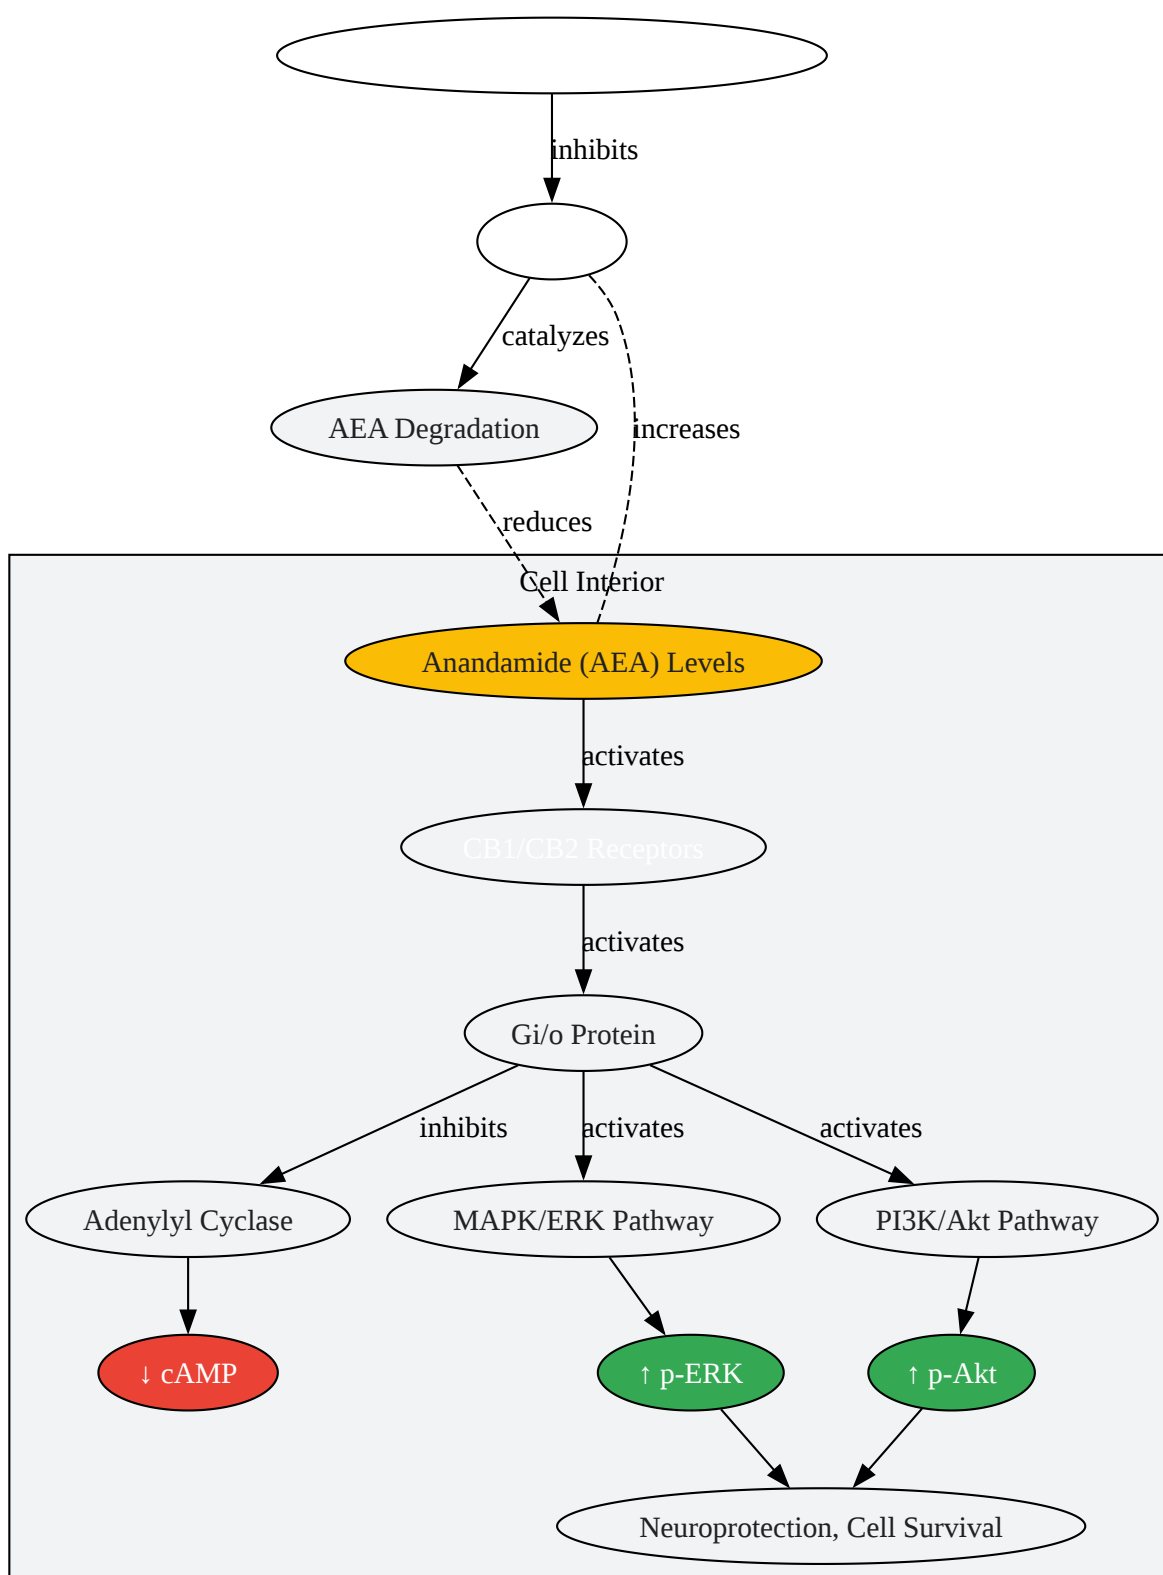 inhibits
catalyzes
AEA Degradation
increases
reduces
Cell Interior
Anandamide (AEA) Levels
activates
CB1/CB2 Receptors
activates
Gi/o Protein
inhibits
activates
activates
Adenylyl Cyclase
MAPK/ERK Pathway
PI3K/Akt Pathway
↓ cAMP
↑ p-ERK
↑ p-Akt
Neuroprotection, Cell Survival